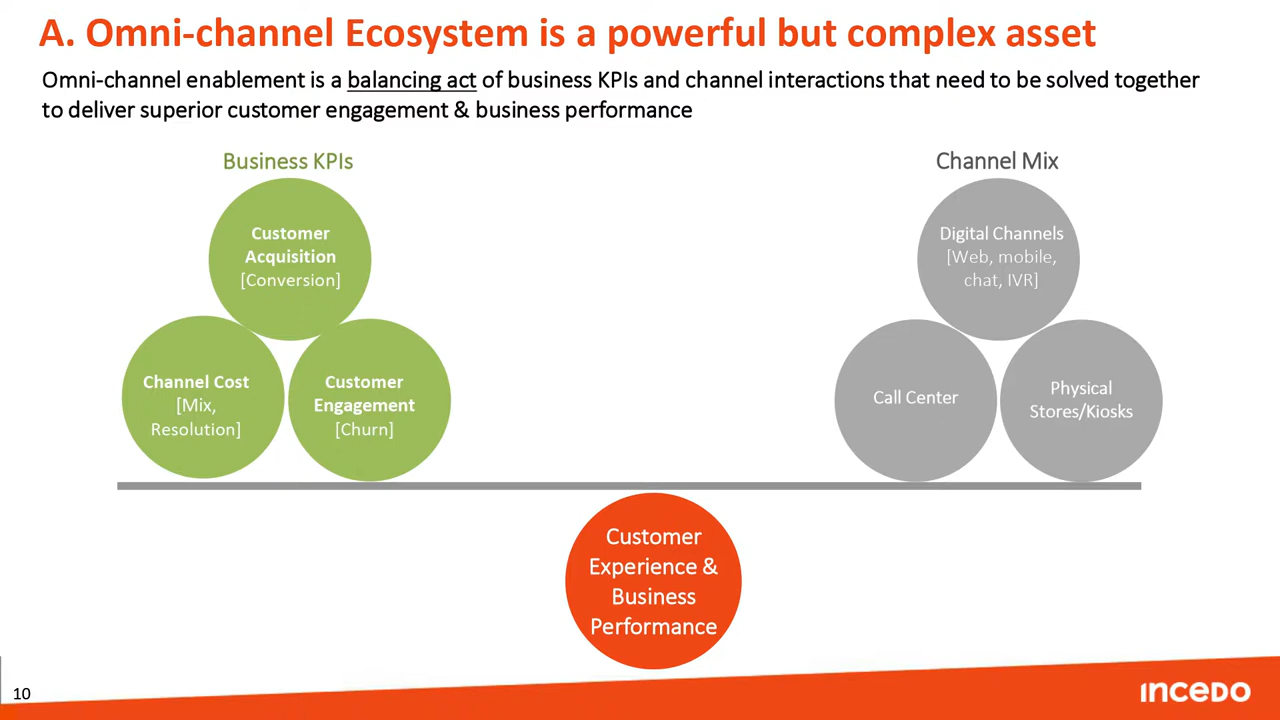 A. Omni-channel Ecosystem is a powerful but complex asset
Omni-channel enablement is a balancing act of business KPIs and channel interactions that need to be solved together
to deliver superior customer engagement & business performance
Business KPIs
Customer
Acquisition
[Conversion]
Channel Cost
[Mix,
Resolution]
Customer
Engagement
[Churn]
Channel Mix
Digital Channels
[Web, mobile,
chat, IVR]
Call Center
Physical
Stores/Kiosks
Customer
Experience &
Business
Performance
10
INCEDO